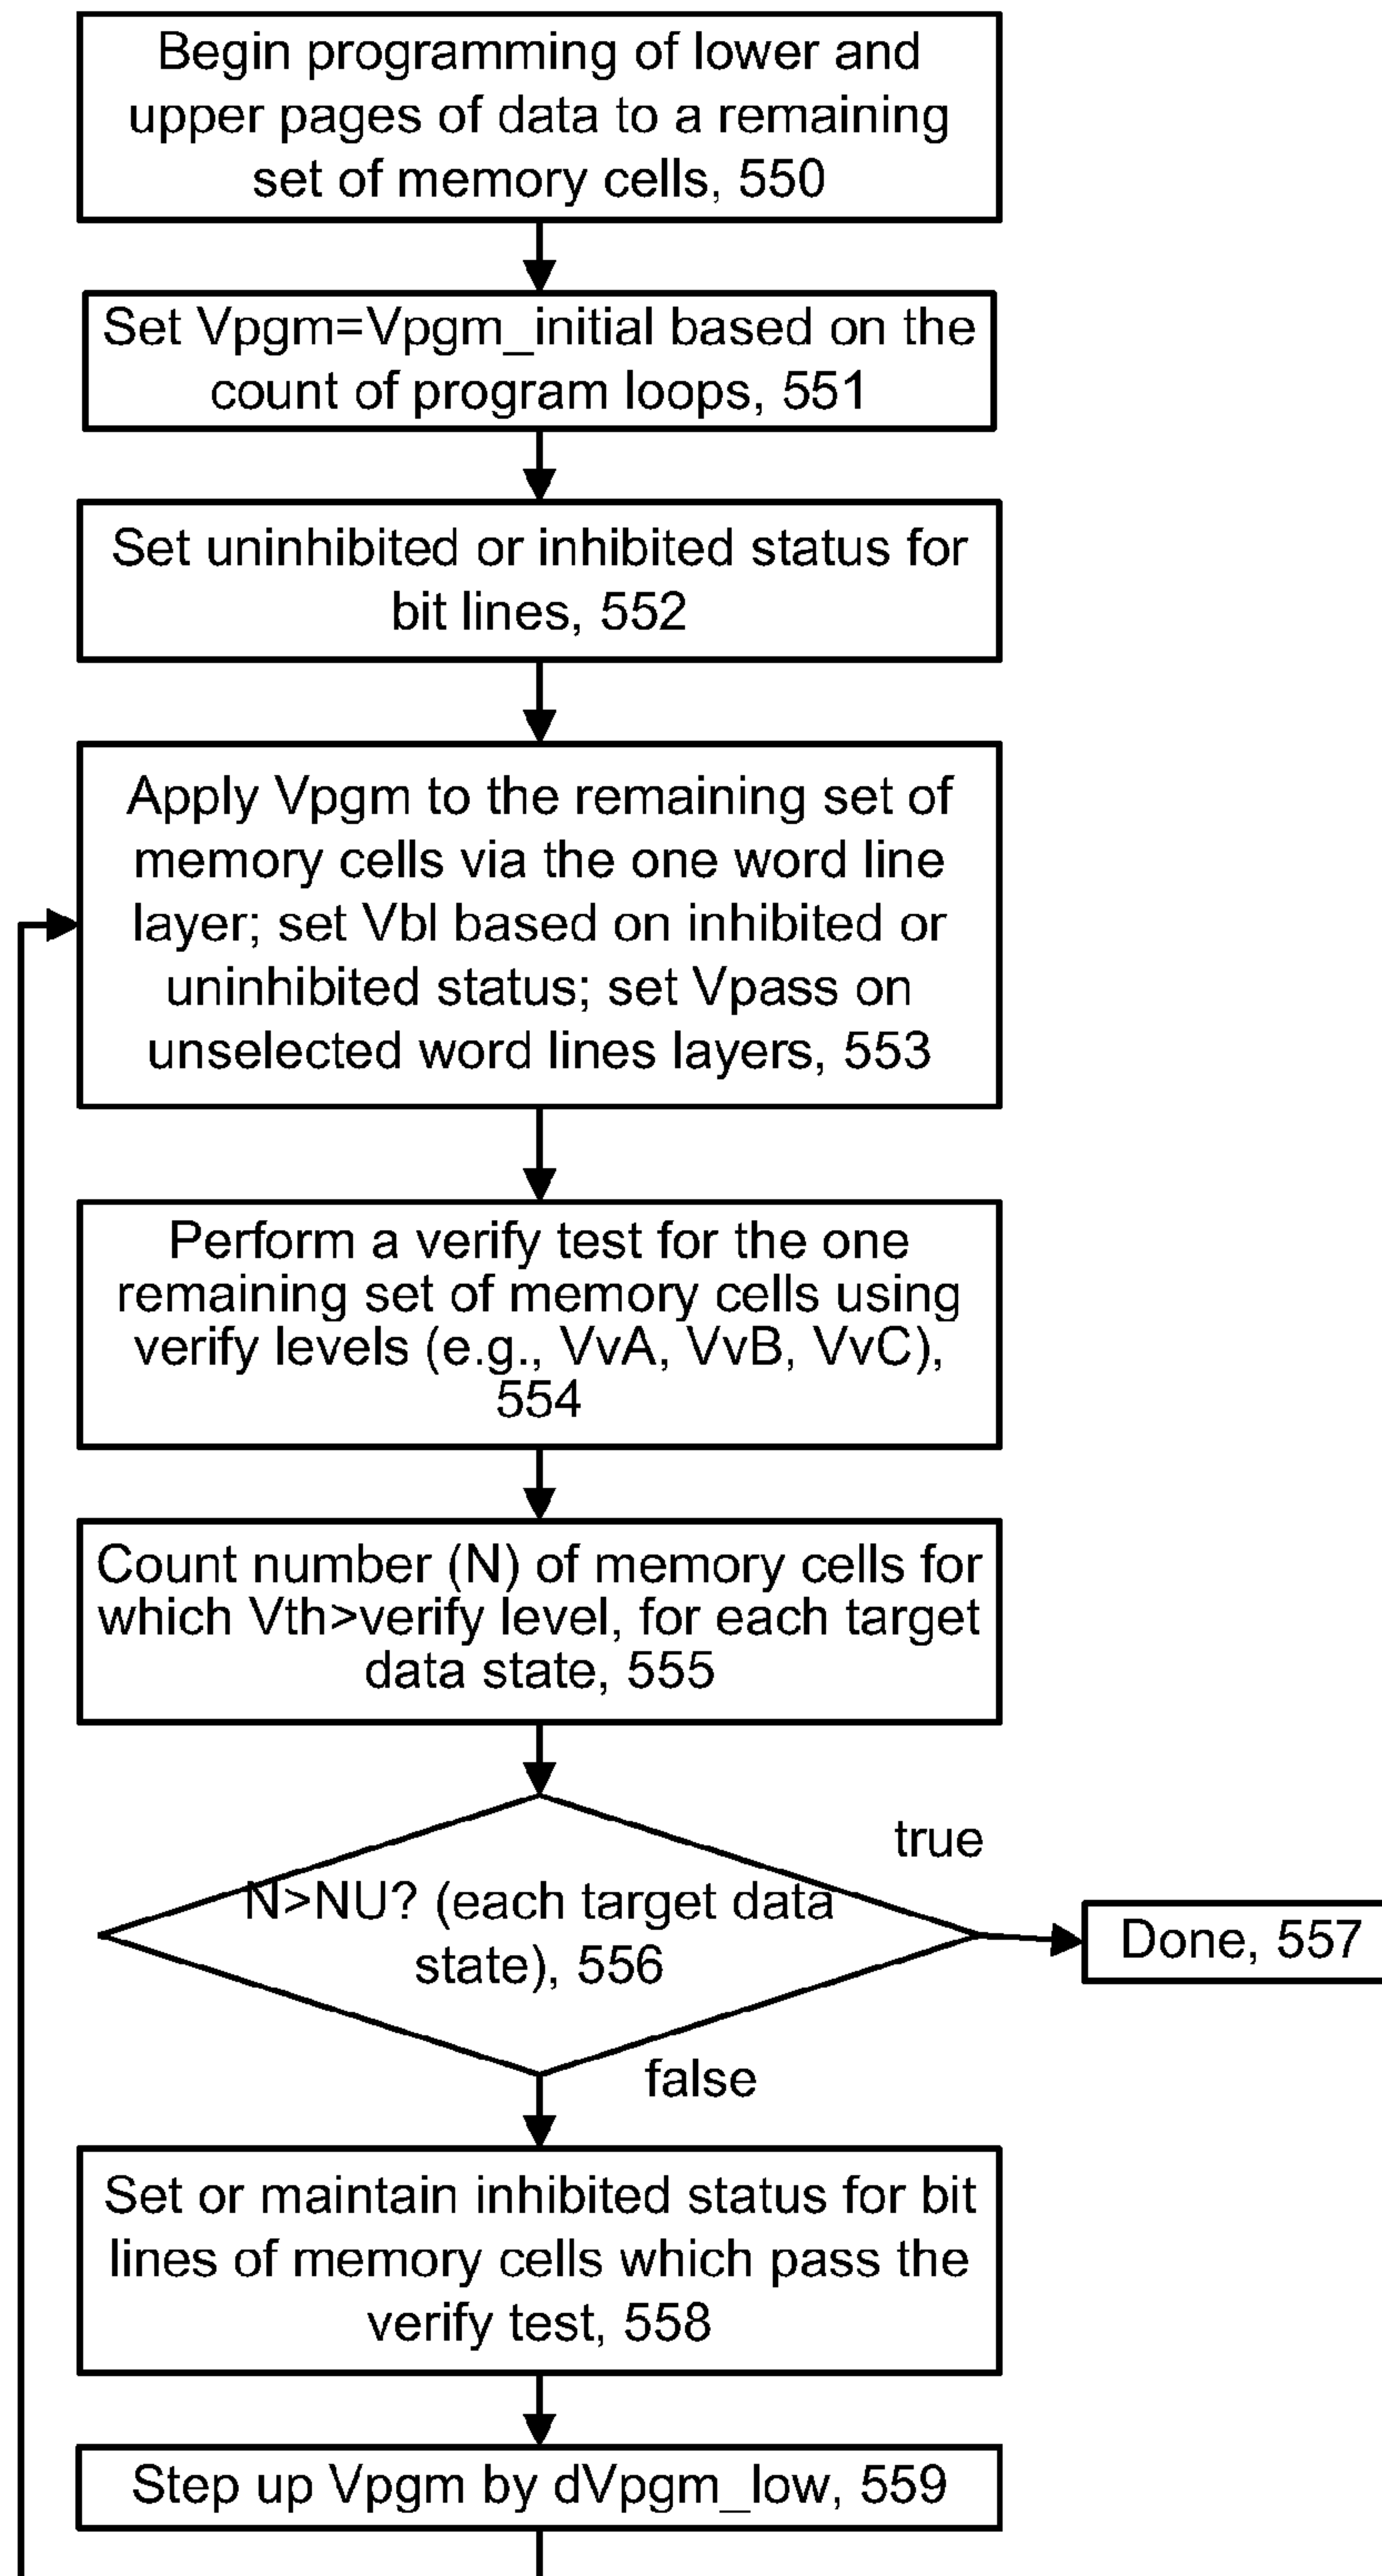 Begin programming of lower and
upper pages of data to a remaining
set of memory cells, 550
Set Vpgm=Vpgm_initial based on the
count of program loops, 551
Set uninhibited or inhibited status for
bit lines, 552
Apply Vpgm to the remaining set of
memory cells via the one word line
layer; set Vbl based on inhibited or
uninhibited status; set Vpass on
unselected word lines layers, 553
Perform a verify test for the one
remaining set of memory cells using
verify levels (e.g., VvA, VvB, VvC),
554
Count number (N) of memory cells for
which Vth>verify level, for each target
data state, 555
true
N>NU? (each target data
state), 556
Done, 557
false
Set or maintain inhibited status for bit
lines of memory cells which pass the
verify test, 558
Step up Vpgm by dVpgm_low, 559